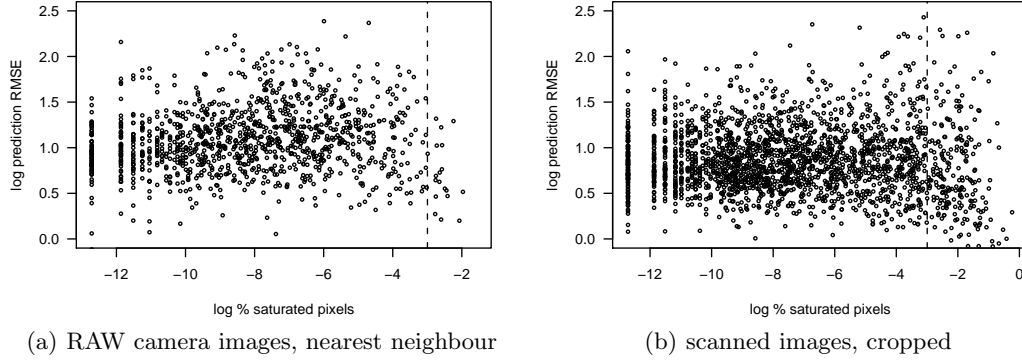 2.5
2.0
1.5
1.0
0.5
0.0
log prediction RMSE
−12 −10 −8 −6 −4 −2
log % saturated pixels
(a) RAW camera images, nearest neighbour
2.5
2.0
1.5
1.0
0.5
0.0
log prediction RMSE
−12 −10 −8 −6 −4 −2 0
log % saturated pixels
(b) scanned images, cropped